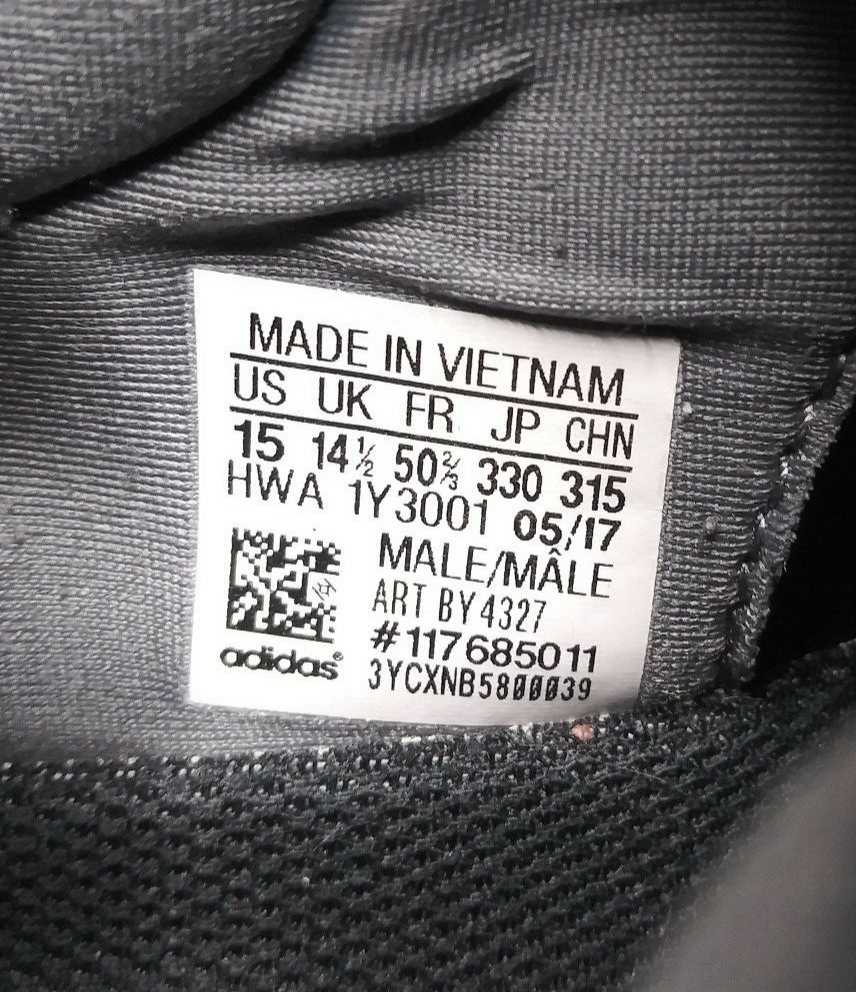 MADE IN VIETNAM
US UK FR JP CHN
15 14½ 50⅔ 330 315
HWA 1Y3001 05/17
MALE/MÂLE
ART BY4327
#117685011
adidas®
3YCXNB5800039